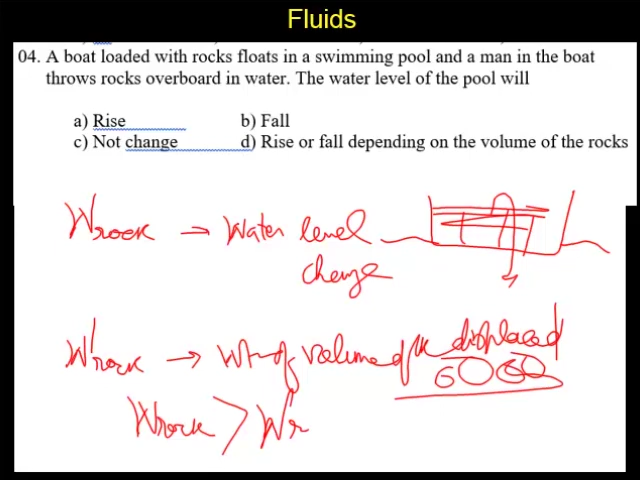 Fluids
04. A boat loaded with rocks floats in a swimming pool and a man in the boat
throws rocks overboard in water. The water level of the pool will
a) Rise b) Fall
c) Not change d) Rise or fall depending on the volume of the rocks
Wrock → Water level
change
W'rock → Wt of volume of displaced
Wrock >